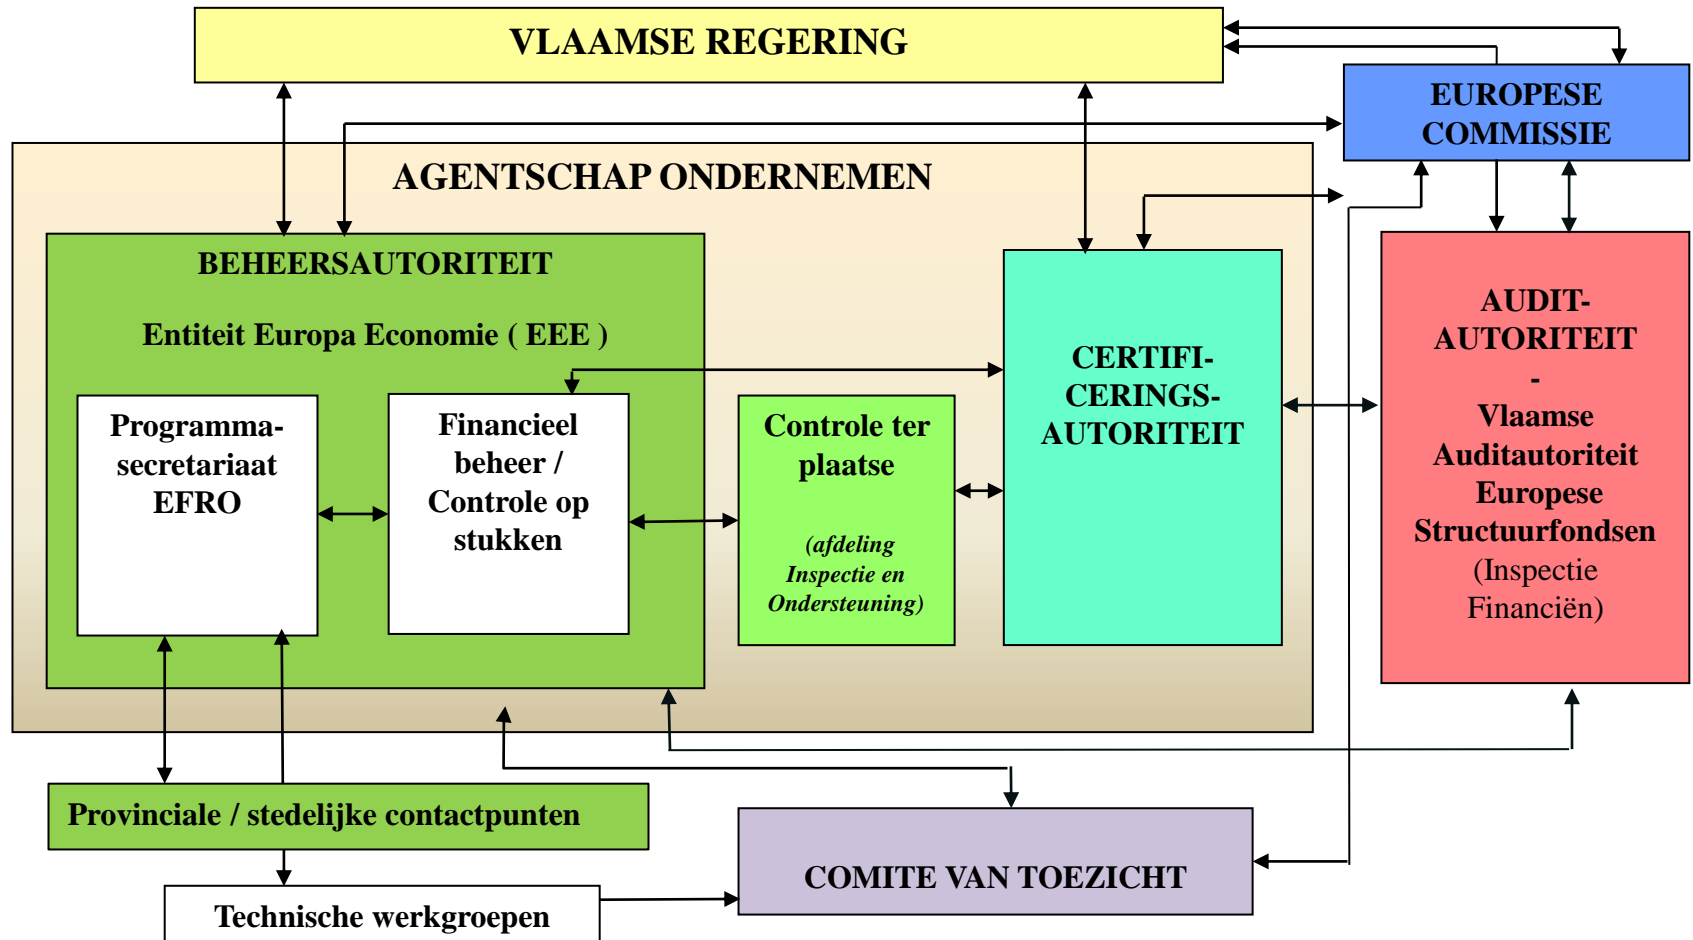 VLAAMSE REGERING
EUROPESE
COMMISSIE
AGENTSCHAP ONDERNEMEN
BEHEERSAUTORITEIT
Entiteit Europa Economie ( EEE )
Programma-
secretariaat
EFRO
Financieel
beheer /
Controle op
stukken
Controle ter
plaatse
(afdeling
Inspectie en
Ondersteuning)
CERTIFI-
CERINGS-
AUTORITEIT
AUDIT-
AUTORITEIT
-
Vlaamse
Auditautoriteit
Europese
Structuurfondsen
(Inspectie
Financiën)
Provinciale / stedelijke contactpunten
COMITE VAN TOEZICHT
Technische werkgroepen